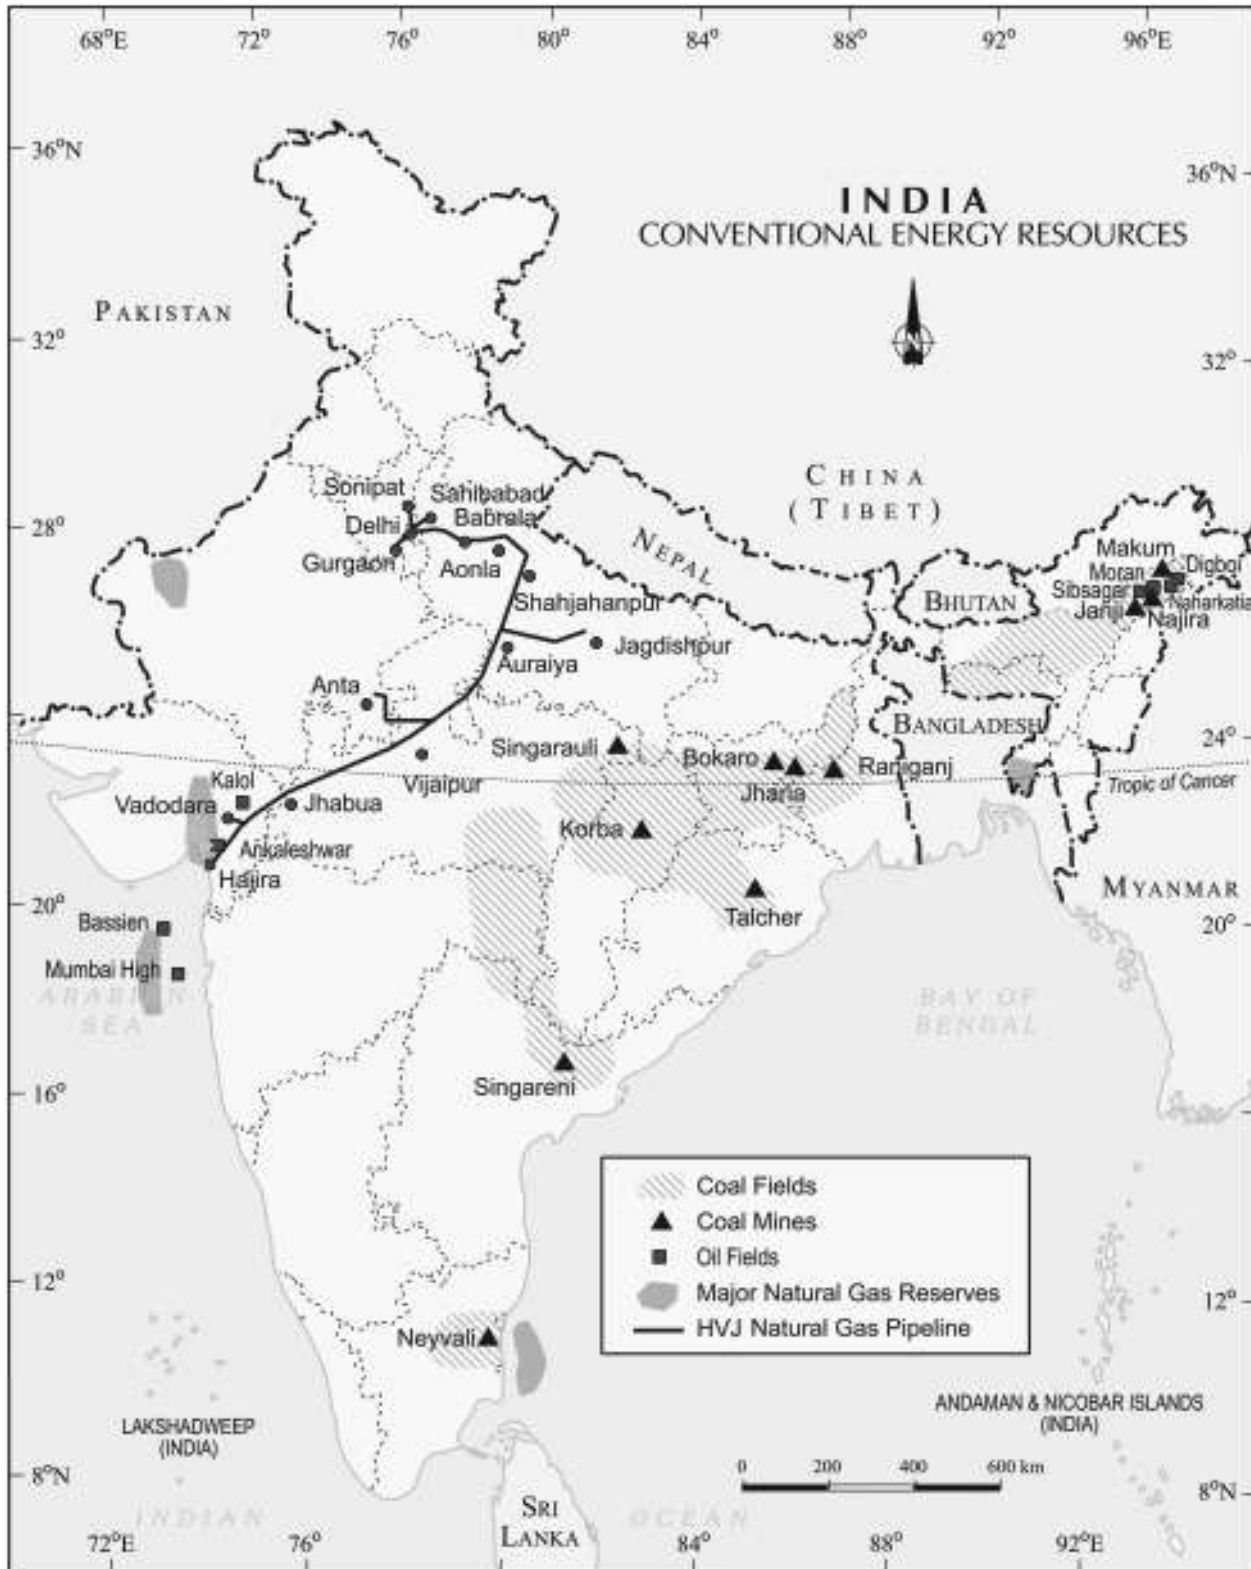 68°E 72° 76° 80° 84° 88° 92° 96°E
36°N
36°N
INDIA
CONVENTIONAL ENERGY RESOURCES
PAKISTAN
N
32°
32°
CHINA
(TIBET)
Sonipat
Sahibabad
Delhi
Babrala
28°
28°
NEPAL
Gurgaon
Aonla
Makum
Digboi
Moran
Sibsagar
Naharkatia
Janji
Najira
BHUTAN
Shahjahanpur
Jagdishpur
Auraiya
Anta
BANGLADESH
24°
Singarauli
Bokaro
Raniganj
Jharia
Vijaipur
Tropic of Cancer
Kalol
Vadodara
Jhabua
Korba
Ankaleshwar
Hajira
MYANMAR
20°
20°
Talcher
Bassien
Mumbai High
ARABIAN
SEA
BAY OF
BENGAL
16°
Singareni
Coal Fields
Coal Mines
Oil Fields
Major Natural Gas Reserves
HVJ Natural Gas Pipeline
12°
12°
Neyvali
LAKSHADWEEP
(INDIA)
ANDAMAN & NICOBAR ISLANDS
(INDIA)
0 200 400 600 km
8°N
8°N
INDIAN OCEAN
SRI
LANKA
72°E 76° 84° 88° 92°E